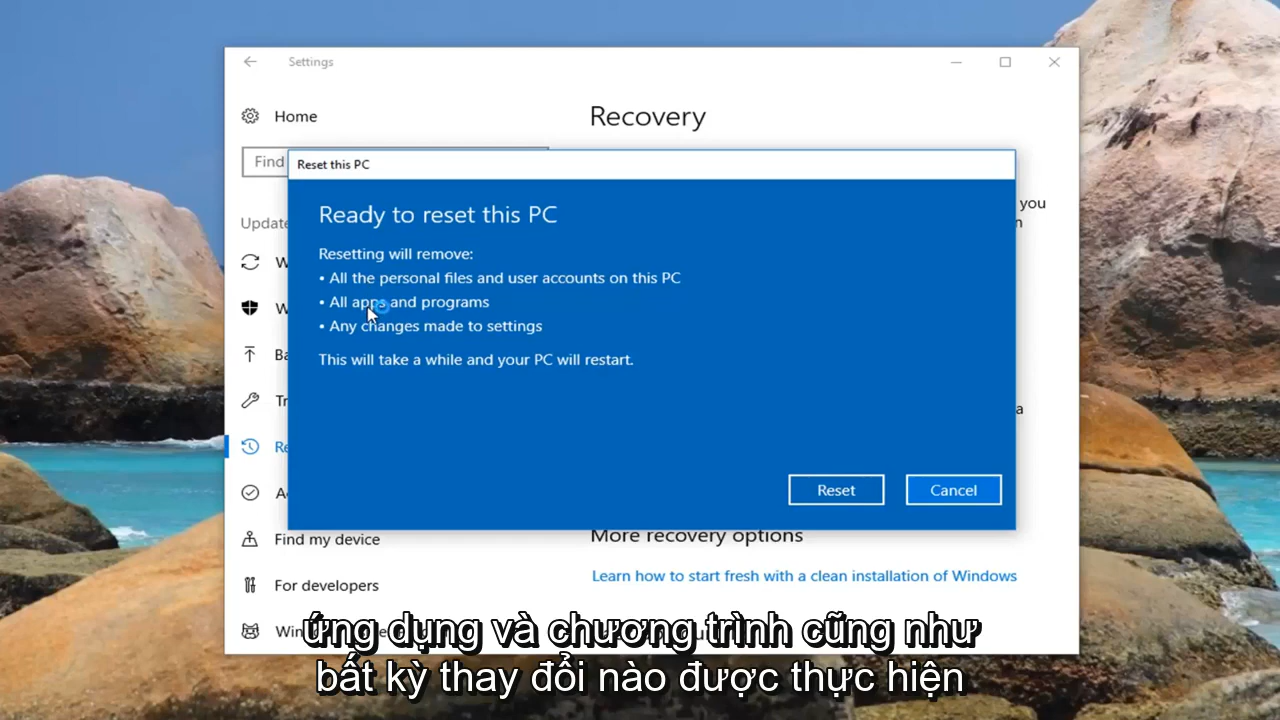 Settings
Home
Recovery
Find
Reset this PC
Ready to reset this PC
you
Update
Resetting will remove:
• All the personal files and user accounts on this PC
• All apps and programs
• Any changes made to settings
This will take a while and your PC will restart.
Reset
Cancel
Find my device
More recovery options
For developers
Learn how to start fresh with a clean installation of Windows
ứng dụng và chương trình cũng như
bất kỳ thay đổi nào được thực hiện